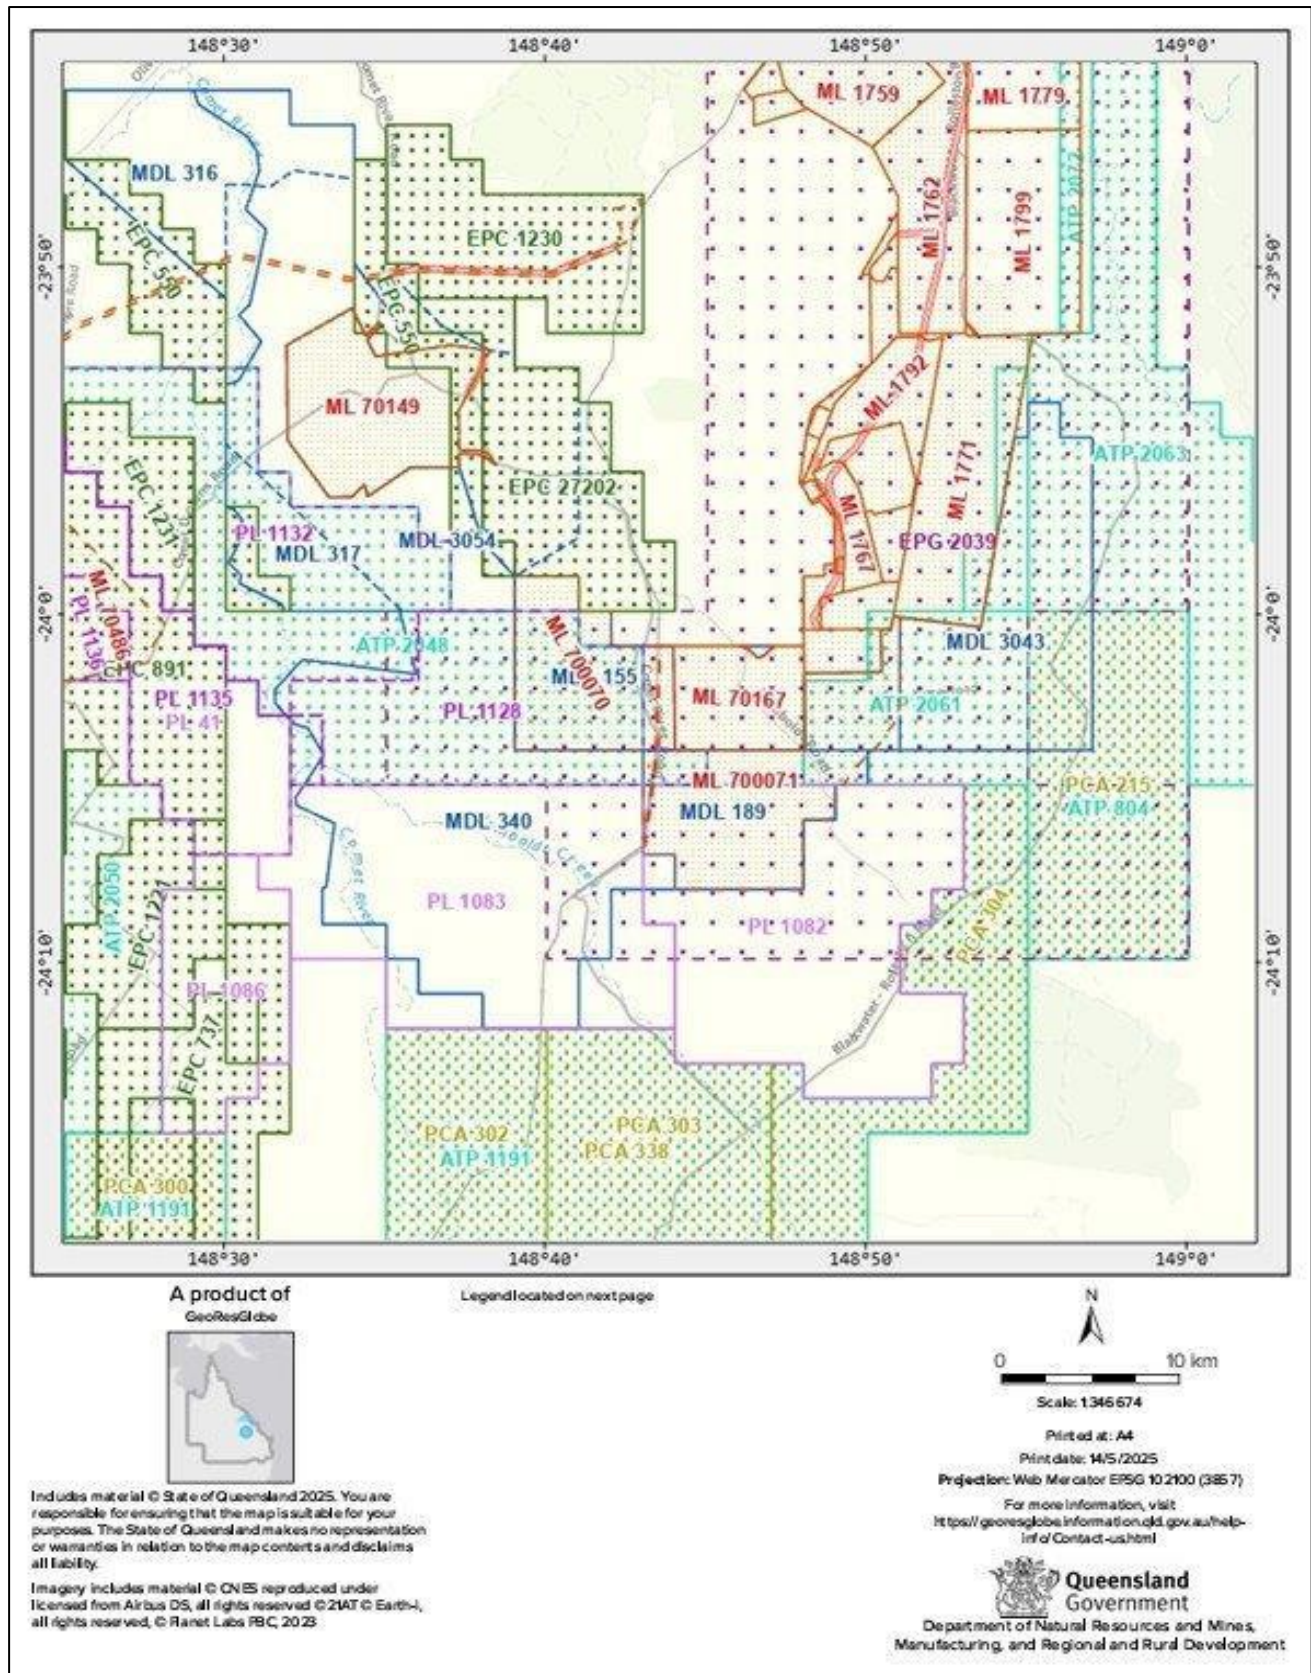 148°30' 148°40' 148°50' 149°0'
ML 1759
ML 1779
MDL 316
ML 1762
ML 1799
ATP 2072
EPC 1230
EPC 550
-23°50'
-23°50'
EPC 550
ML 1792
ML 70149
ATP 2063
EPC 27202
ML 1771
EPC 1231
PL 1132
MDL 317
MDL 3054
ML 1767
EPG 2039
ML 70486
PL 1136
-24°0'
-24°0'
891
ATP 2048
ML 700070
155
MDL 3043
PL 1135
PL 41
PL 1128
ML 70167
ATP 2061
ML 700071
MDL 189
PCA 215
ATP 804
MDL 340
Comet River
ATP 2050
EPC 1221
PL 1083
PL 1082
PCA 304
-24°10'
-24°10'
PL 1086
EPC 737
PCA 302
ATP 1191
PCA 303
PCA 338
PCA 300
ATP 1191
148°30' 148°40' 148°50' 149°0'
A product of
GeoResGlobe
Legend located on next page
N
0 10 km
Scale: 1:346674
Printed at: A4
Print date: 14/5/2025
Projection: Web Mercator EPSG 102100 (3857)
For more information, visit
https://georesglobe.information.qld.gov.au/help-
info/Contact-us.html
Includes material © State of Queensland 2025. You are
responsible for ensuring that the map is suitable for your
purposes. The State of Queensland makes no representation
or warranties in relation to the map contents and disclaims
all liability.
Imagery includes material © CNES reproduced under
licensed from Airbus DS, all rights reserved © 21AT © Earth-i,
all rights reserved, © Planet Labs PBC, 2023
Queensland
Government
Department of Natural Resources and Mines,
Manufacturing, and Regional and Rural Development